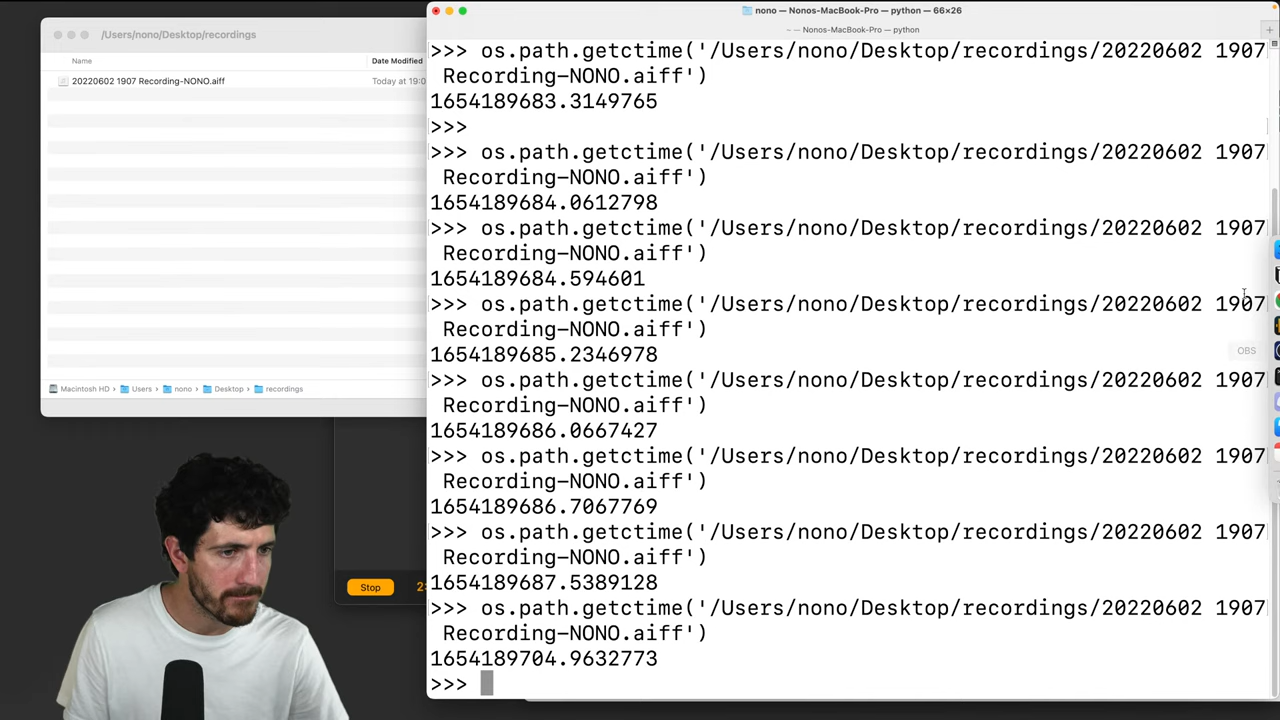 /Users/nono/Desktop/recordings
Name
Date Modified
20220602 1907 Recording-NONO.aiff
Today at 19:0
Macintosh HD
Users
nono
Desktop
recordings
Stop
nono — Nonos-MacBook-Pro — python — 66×26
~ — Nonos-MacBook-Pro — python
>>> os.path.getctime('/Users/nono/Desktop/recordings/20220602 1907
Recording-NONO.aiff')
1654189683.3149765
>>>
>>> os.path.getctime('/Users/nono/Desktop/recordings/20220602 1907
Recording-NONO.aiff')
1654189684.0612798
>>> os.path.getctime('/Users/nono/Desktop/recordings/20220602 1907
Recording-NONO.aiff')
1654189684.594601
>>> os.path.getctime('/Users/nono/Desktop/recordings/20220602 1907
Recording-NONO.aiff')
1654189685.2346978
>>> os.path.getctime('/Users/nono/Desktop/recordings/20220602 1907
Recording-NONO.aiff')
1654189686.0667427
>>> os.path.getctime('/Users/nono/Desktop/recordings/20220602 1907
Recording-NONO.aiff')
1654189686.7067769
>>> os.path.getctime('/Users/nono/Desktop/recordings/20220602 1907
Recording-NONO.aiff')
1654189687.5389128
>>> os.path.getctime('/Users/nono/Desktop/recordings/20220602 1907
Recording-NONO.aiff')
1654189704.9632773
>>>
OBS